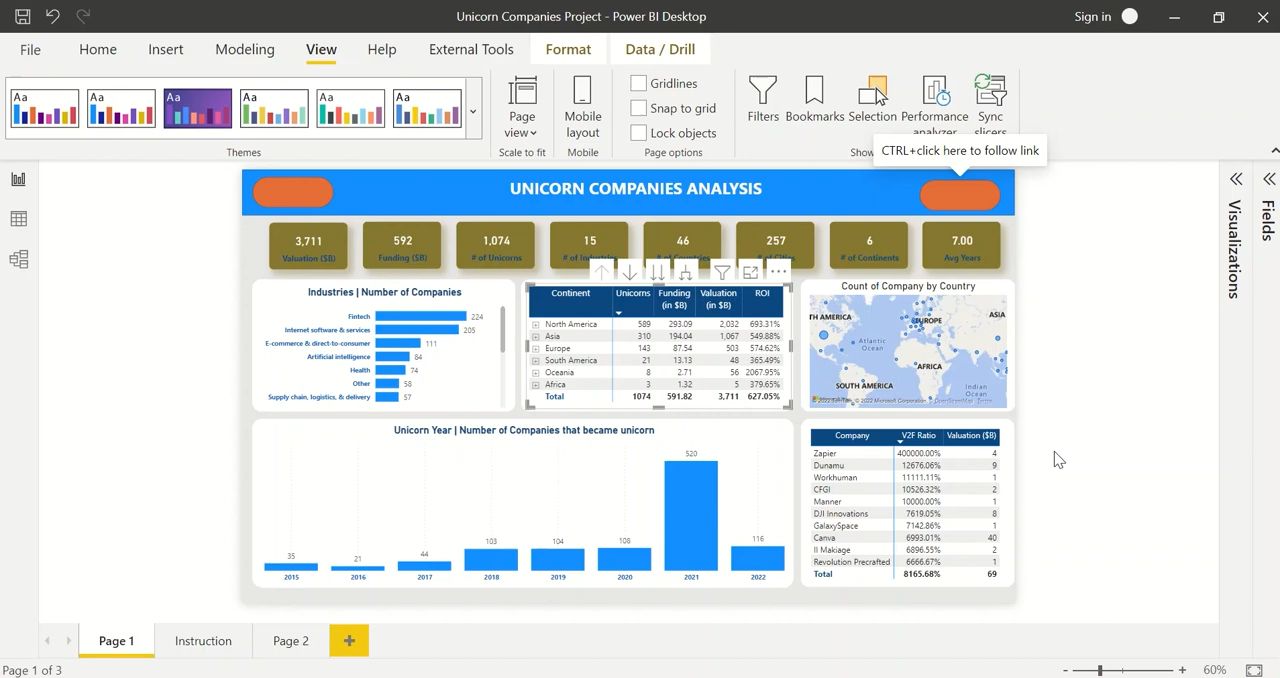 Unicorn Companies Project - Power BI Desktop
Sign in
File Home Insert Modeling View Help External Tools Format Data / Drill
Aa Aa Aa Aa Aa Aa
Page view
Mobile layout
Gridlines
Snap to grid
Lock objects
Filters Bookmarks Selection Performance analyzer Sync slicers
Themes Scale to fit Mobile Page options Show
CTRL+click here to follow link
UNICORN COMPANIES ANALYSIS
3,711 592 1,074 15 46 257 6 7.00
Valuation ($B) Funding ($B) # of Unicorns # of Industries # of Countries # of Cities # of Continents Avg Years
Industries | Number of Companies
Fintech 224
Internet software & services 205
E-commerce & direct-to-consumer 111
Artificial intelligence 84
Health 74
Other 58
Supply chain, logistics, & delivery 57
Continent Unicorns Funding (in $B) Valuation (in $B) ROI
North America 589 293.09 2,032 693.31%
Asia 310 194.04 1,067 549.88%
Europe 143 87.54 503 574.62%
South America 21 13.13 48 365.49%
Oceania 8 2.71 56 2067.95%
Africa 3 1.32 5 379.65%
Total 1074 591.82 3,711 627.05%
Count of Company by Country
TH AMERICA
EUROPE
ASIA
Atlantic Ocean
AFRICA
SOUTH AMERICA
Indian Ocean
Unicorn Year | Number of Companies that became unicorn
35 21 44 103 104 108 520 116
2015 2016 2017 2018 2019 2020 2021 2022
Company V2F Ratio Valuation ($B)
Zapier 400000.00% 4
Dunamu 12676.06% 9
Workhuman 11111.11% 1
CFGI 10526.32% 2
Manner 10000.00% 1
DJI Innovations 7619.05% 8
GalaxySpace 7142.86% 1
Canva 6993.01% 40
Il Makiage 6896.55% 2
Revolution Precrafted 6666.67% 1
Total 8165.68% 69
Visualizations
Fields
Page 1 Instruction Page 2
Page 1 of 3
- + 60%